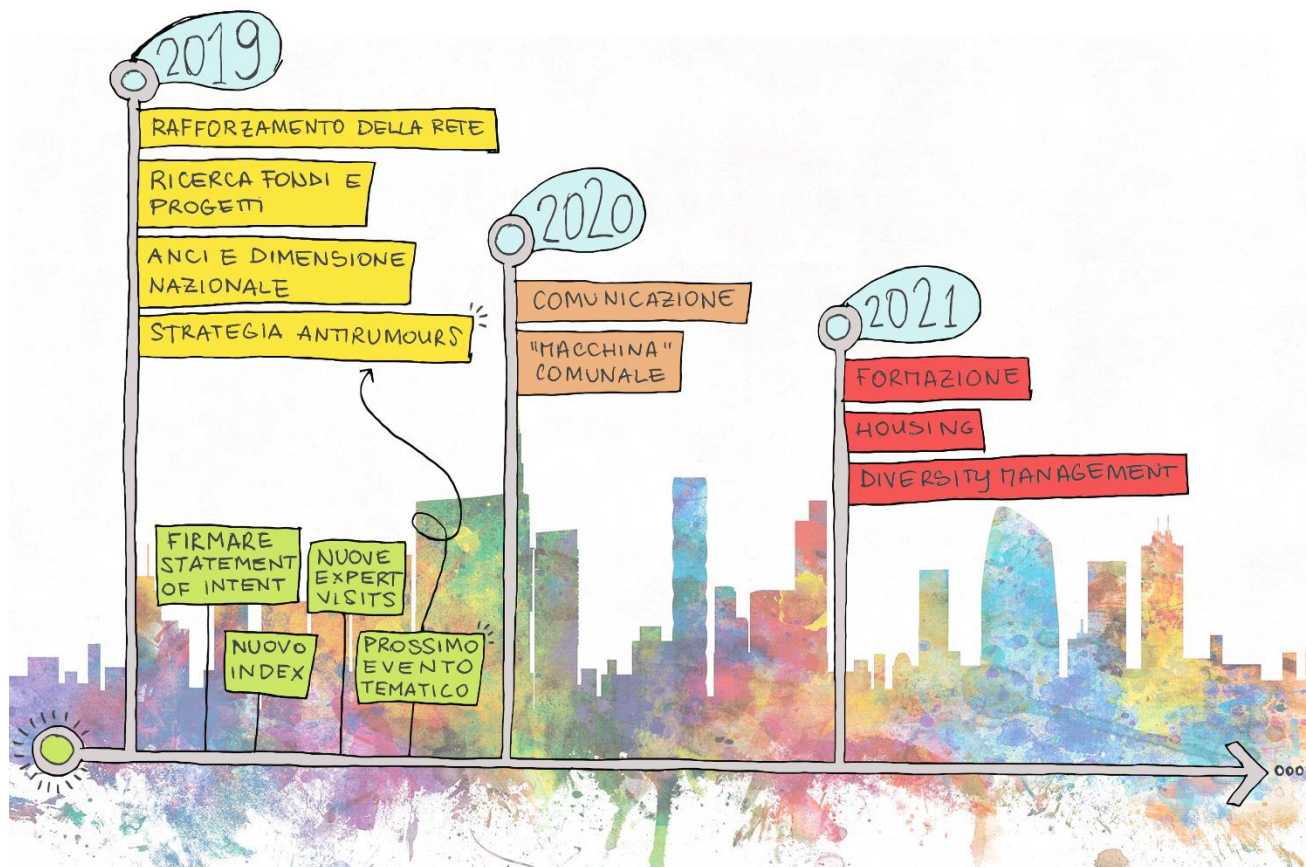 2019
RAFFORZAMENTO DELLA RETE
RICERCA FONDI E
PROGETTI
ANCI E DIMENSIONE
NAZIONALE
STRATEGIA ANTIRUMOURS
FIRMARE
STATEMENT
OF INTENT
NUOVO
INDEX
NUOVE
EXPERT
VISITS
PROSSIMO
EVENTO
TEMATICO
2020
COMUNICAZIONE
"MACCHINA"
COMUNALE
2021
FORMAZIONE
HOUSING
DIVERSITY MANAGEMENT